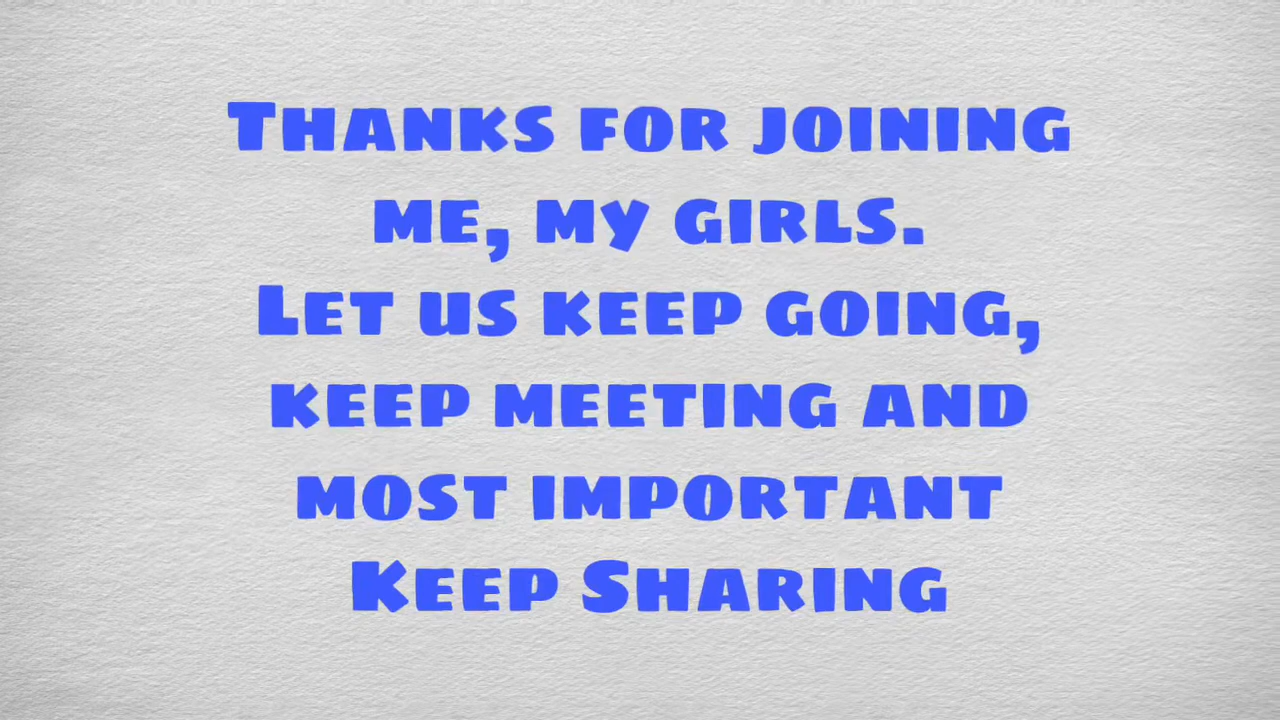 Thanks for joining
me, my girls.
Let us keep going,
keep meeting and
most important
Keep Sharing